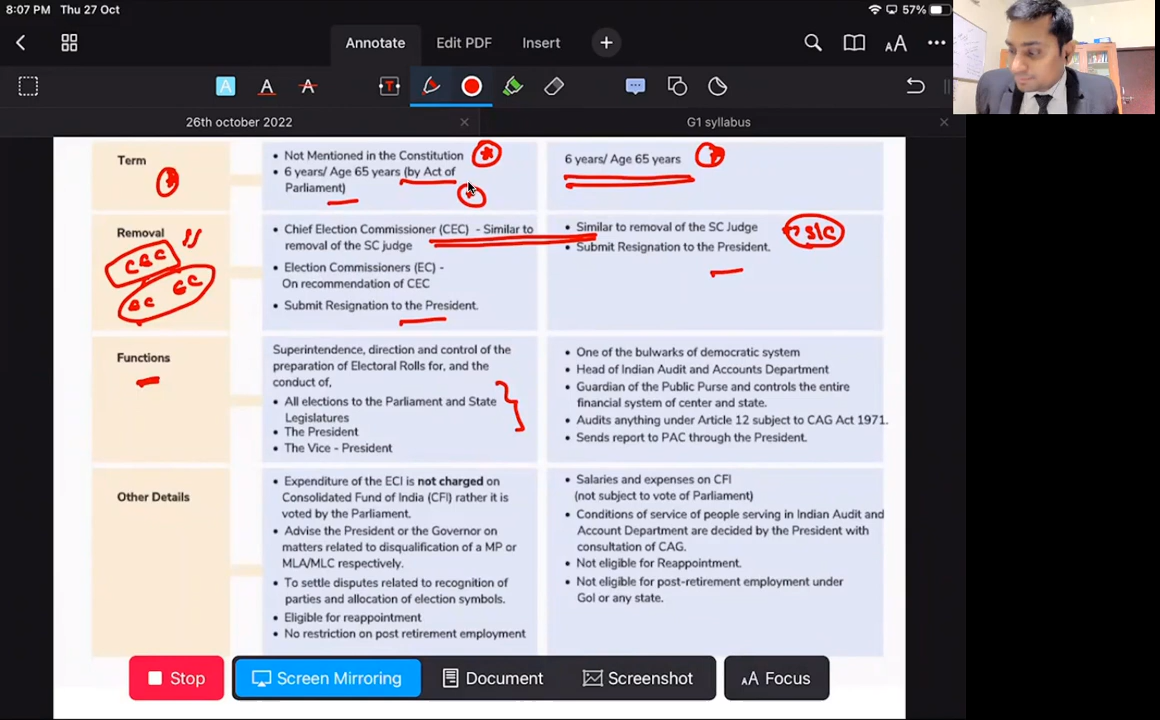 8:07 PM Thu 27 Oct
57%
Annotate
Edit PDF
Insert
26th october 2022
G1 syllabus
Term
• Not Mentioned in the Constitution
• 6 years/ Age 65 years (by Act of
Parliament)
6 years/ Age 65 years
Removal
CEC
EC EC
• Chief Election Commissioner (CEC) - Similar to
removal of the SC judge
• Election Commissioners (EC) -
On recommendation of CEC
• Submit Resignation to the President.
• Similar to removal of the SC Judge
• Submit Resignation to the President.
Functions
Superintendence, direction and control of the
preparation of Electoral Rolls for, and the
conduct of,
• All elections to the Parliament and State
Legislatures
• The President
• The Vice - President
• One of the bulwarks of democratic system
• Head of Indian Audit and Accounts Department
• Guardian of the Public Purse and controls the entire
financial system of center and state.
• Audits anything under Article 12 subject to CAG Act 1971.
• Sends report to PAC through the President.
Other Details
• Expenditure of the ECI is not charged on
Consolidated Fund of India (CFI) rather it is
voted by the Parliament.
• Advise the President or the Governor on
matters related to disqualification of a MP or
MLA/MLC respectively.
• To settle disputes related to recognition of
parties and allocation of election symbols.
• Eligible for reappointment
• No restriction on post retirement employment
• Salaries and expenses on CFI
(not subject to vote of Parliament)
• Conditions of service of people serving in Indian Audit and
Account Department are decided by the President with
consultation of CAG.
• Not eligible for Reappointment.
• Not eligible for post-retirement employment under
GoI or any state.
Stop
Screen Mirroring
Document
Screenshot
AA Focus